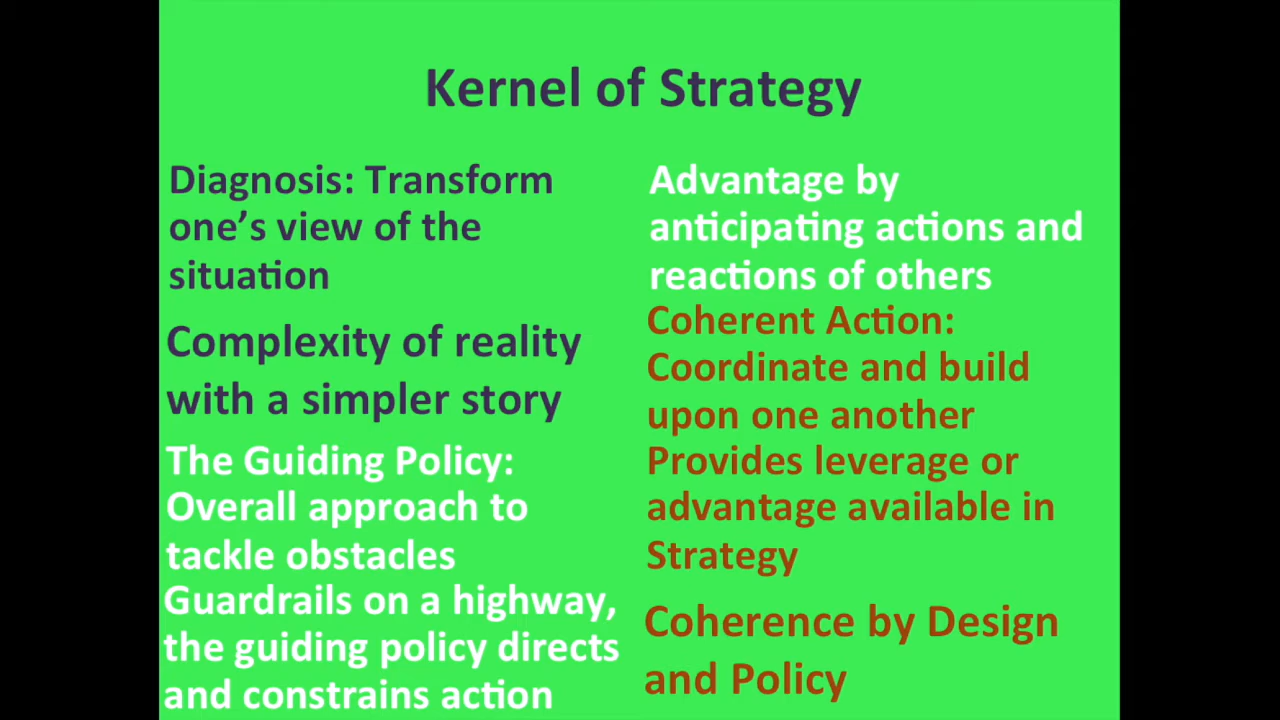 Kernel of Strategy
Diagnosis: Transform
one’s view of the
situation
Complexity of reality
with a simpler story
The Guiding Policy:
Overall approach to
tackle obstacles
Guardrails on a highway,
the guiding policy directs
and constrains action
Advantage by
anticipating actions and
reactions of others
Coherent Action:
Coordinate and build
upon one another
Provides leverage or
advantage available in
Strategy
Coherence by Design
and Policy